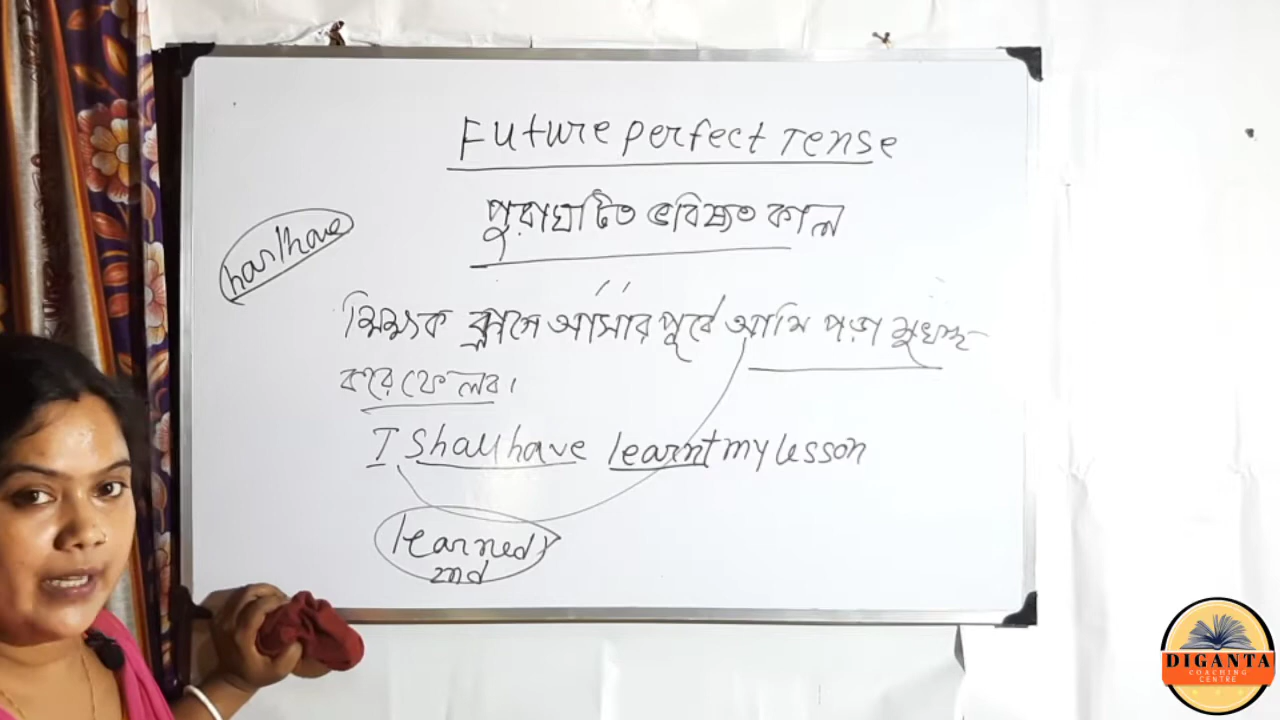 Future perfect Tense
পুরাঘটিত ভবিষ্যত কাল
has/have
শিক্ষক ক্লাসে আসার পূর্বে আমি পড়া মুখস্থ
করে ফেলব।
I Shall have learnt my lesson
learned
2nd
DIGANTA
COACHING
CENTRE